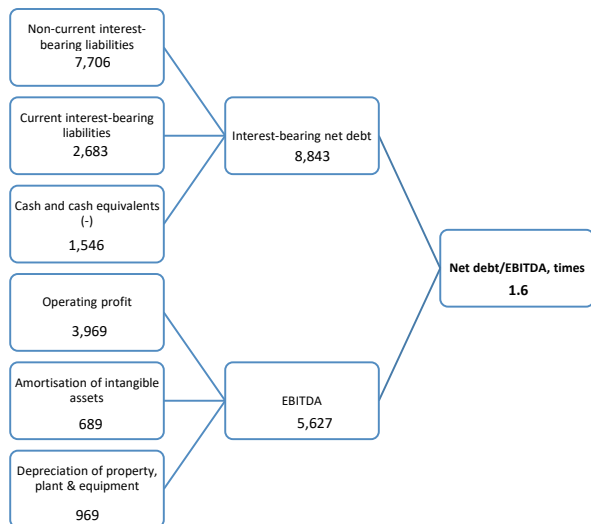 Non-current interest-
bearing liabilities
7,706
Current interest-bearing
liabilities
2,683
Cash and cash equivalents
(-)
1,546
Interest-bearing net debt
8,843
Operating profit
3,969
Amortisation of intangible
assets
689
Depreciation of property,
plant & equipment
969
EBITDA
5,627
Net debt/EBITDA, times
1.6